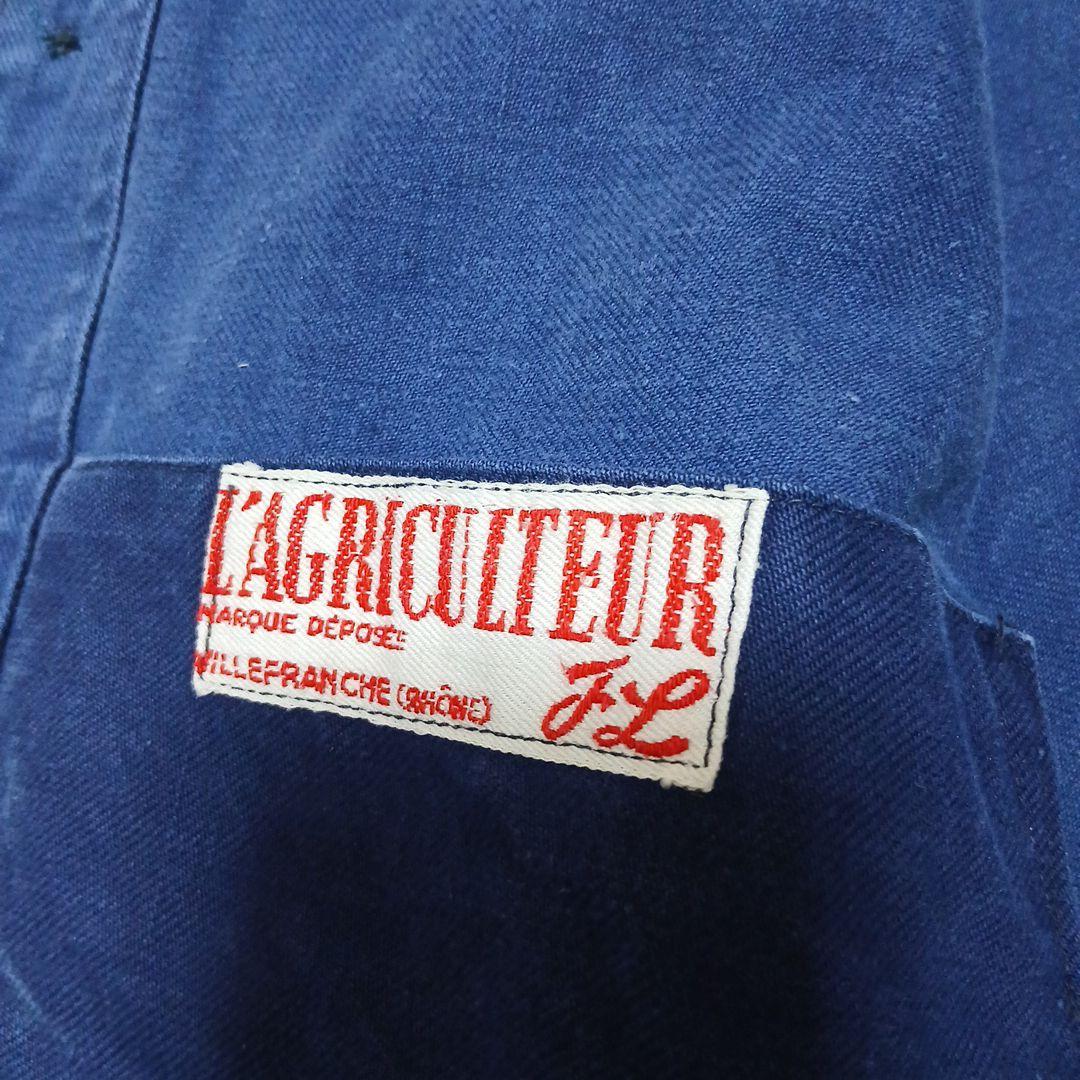 L'AGRICULTEUR
MARQUE DÉPOSÉE
VILLEFRANCHE (RHÔNE)
FL